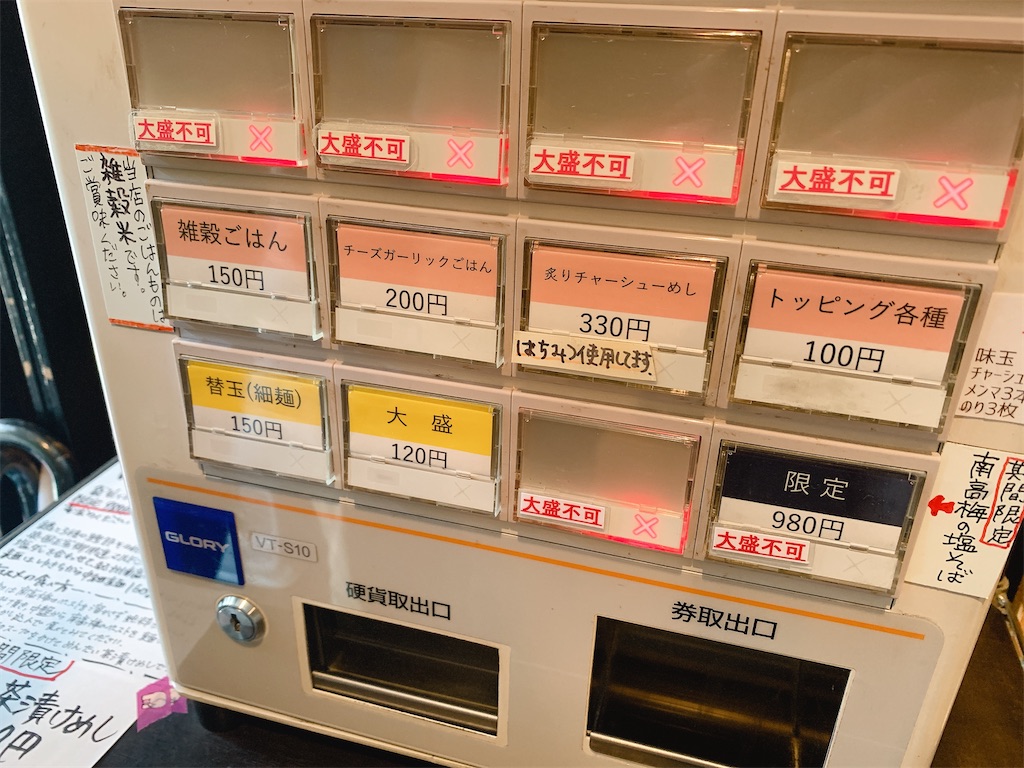 大盛不可
大盛不可
大盛不可
大盛不可
当店のごはんものは
雑穀米です。
ご賞味ください。
雑穀ごはん
150円
チーズガーリックごはん
200円
炙りチャーシューめし
330円
はちみつ使用してます
トッピング各種
100円
味玉
チャーシュ
メンマ3本
のり3枚
替玉(細麺)
150円
大盛
120円
大盛不可
限定
980円
大盛不可
期間限定
南高梅の塩そば
GLORY
VT-S10
硬貨取出口
券取出口
期限定
茶漬けめし
0円